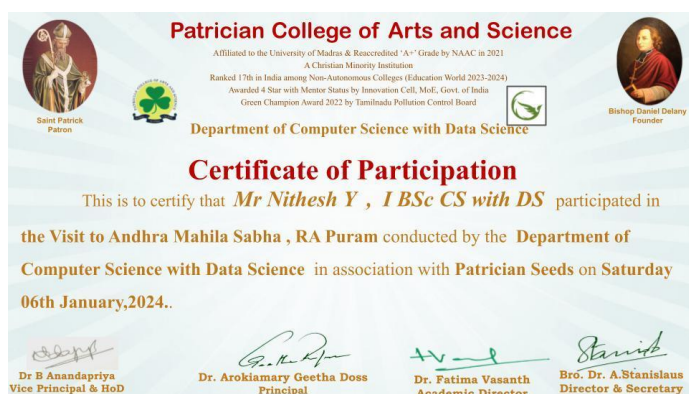 Patrician College of Arts and Science
Affiliated to the University of Madras & Reaccredited ‘A+’ Grade by NAAC in 2021
A Christian Minority Institution
Ranked 17th in India among Non-Autonomous Colleges (Education World 2023-2024)
Awarded 4 Star with Mentor Status by Innovation Cell, MoE, Govt. of India
Green Champion Award 2022 by Tamilnadu Pollution Control Board
Saint Patrick
Patron
Bishop Daniel Delany
Founder
Department of Computer Science with Data Science
Certificate of Participation
This is to certify that Mr Nithesh Y , I BSc CS with DS participated in
the Visit to Andhra Mahila Sabha , RA Puram conducted by the Department of
Computer Science with Data Science in association with Patrician Seeds on Saturday
06th January,2024..
Dr B Anandapriya
Vice Principal & HoD
Dr. Arokiamary Geetha Doss
Principal
Dr. Fatima Vasanth
Academic Director
Bro. Dr. A.Stanislaus
Director & Secretary